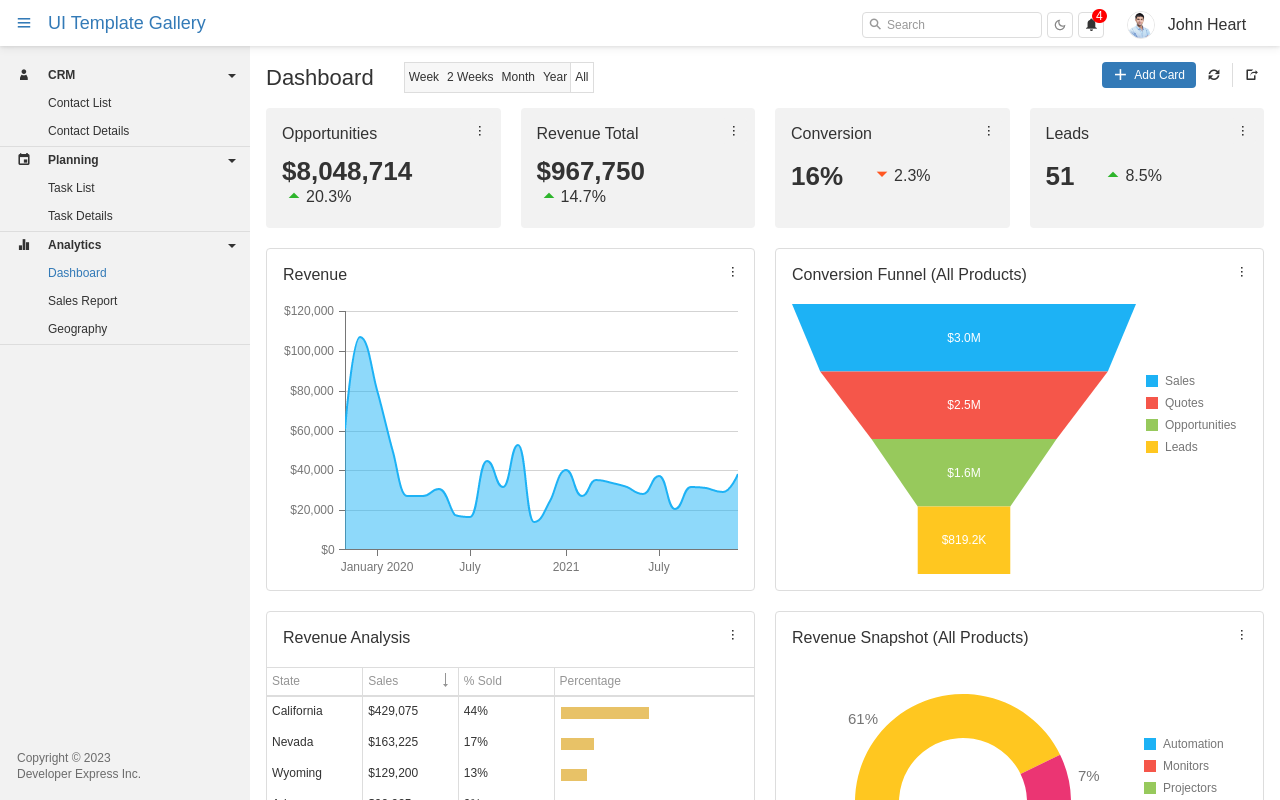 UI Template Gallery
Search
4
John Heart
CRM
Contact List
Contact Details
Planning
Task List
Task Details
Analytics
Dashboard
Sales Report
Geography
Copyright © 2023
Developer Express Inc.
Dashboard
Week 2 Weeks Month Year All
Add Card
Opportunities
$8,048,714
20.3%
Revenue Total
$967,750
14.7%
Conversion
16% 2.3%
Leads
51 8.5%
Revenue
$120,000
$100,000
$80,000
$60,000
$40,000
$20,000
$0
January 2020 July 2021 July
Conversion Funnel (All Products)
$3.0M
$2.5M
$1.6M
$819.2K
Sales
Quotes
Opportunities
Leads
Revenue Analysis
State Sales % Sold Percentage
California $429,075 44%
Nevada $163,225 17%
Wyoming $129,200 13%
Revenue Snapshot (All Products)
61%
7%
Automation
Monitors
Projectors